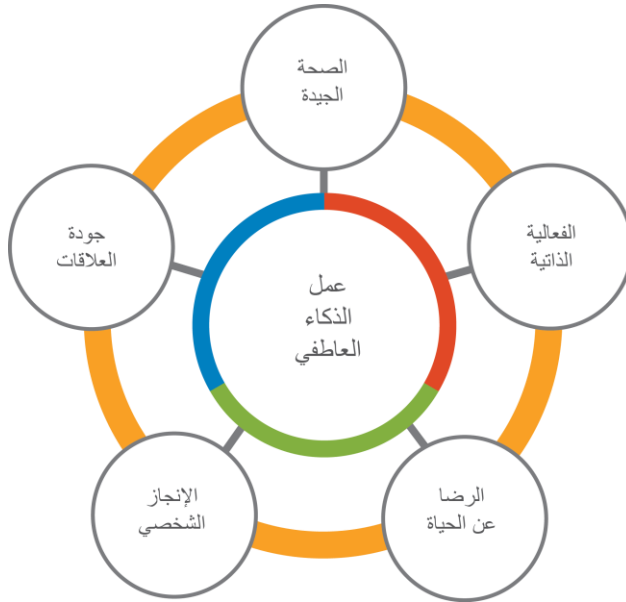 الصحة
الجيدة
الفعالية
الذاتية
جودة
العلاقات
عمل
الذكاء
العاطفي
الرضا
عن الحياة
الإنجاز
الشخصي